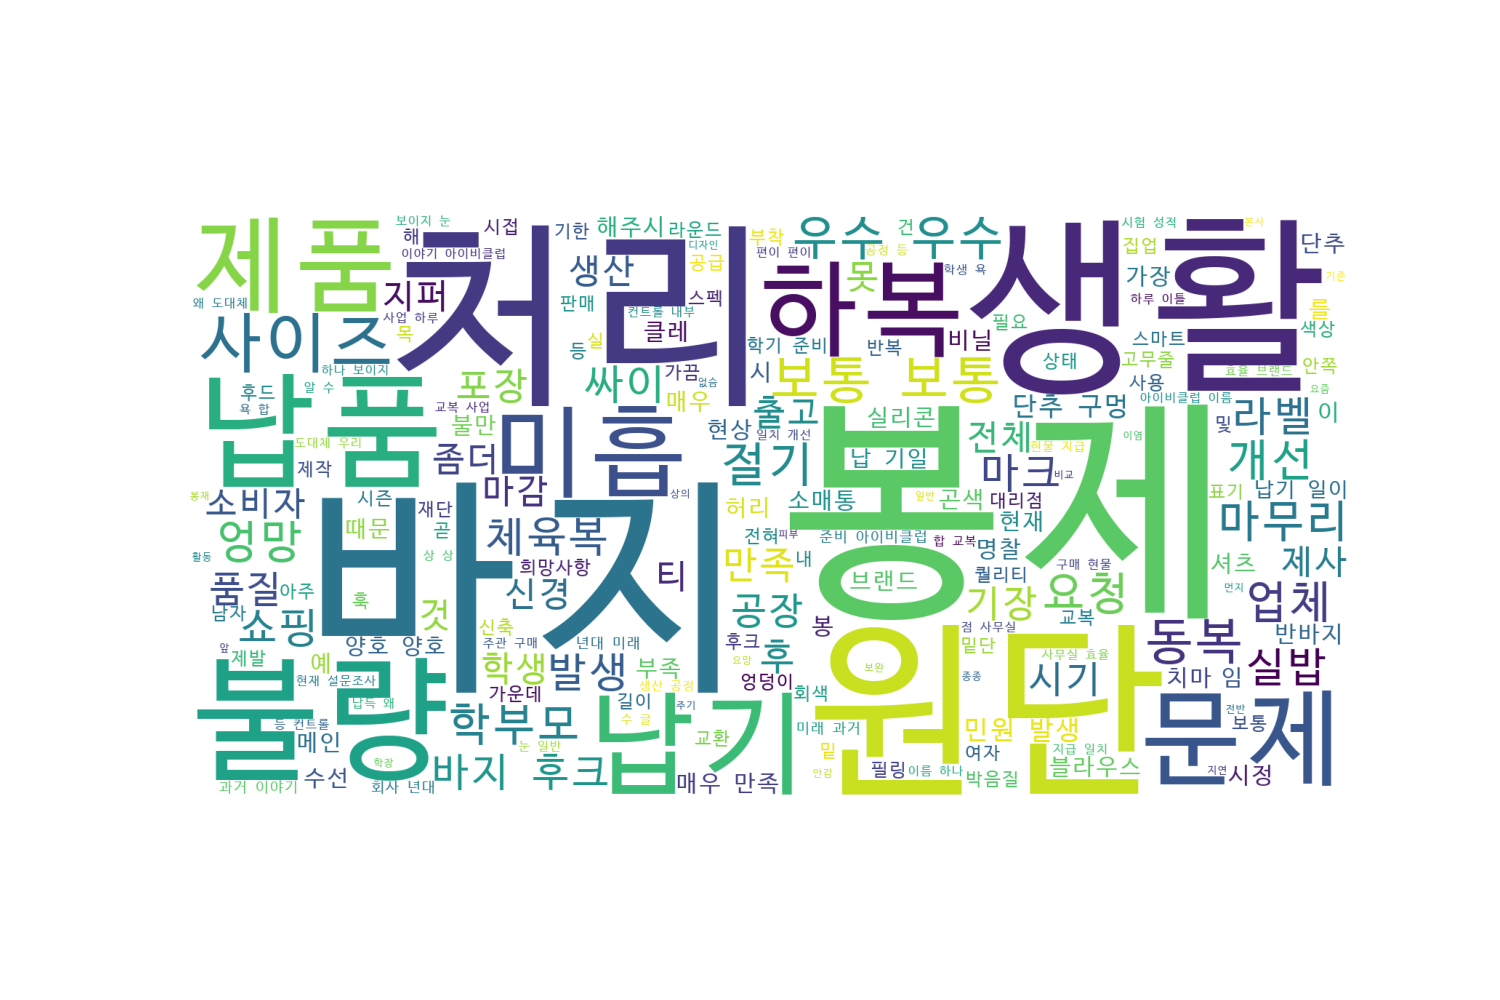 제품
처리
생활
하복
우수 우수
사이즈
지퍼
생산
보이지 눈
시접
해
이야기 아이비클럽
기한
해주시
라운드
디자인
부착
편이 편이
공급
건
공정 등
못
학생 욕
시험 성적
본사
집업
단추
가장
기존
하루 이틀
를
왜 도대체
사업 하루
목
판매
컨트롤 내부
스펙
클레
실
등
필요
비닐
학기 준비
반복
상태
스마트
색상
고무줄
안쪽
하나 보이지
납품
후드
알 수
욕 합
포장
싸이
가끔
없음
시
매우
보통 보통
사용
효율 브랜드
요즘
아이비클럽 이름
교복 사업
불만
미흡
현상
출고
일치 개선
실리콘
전체
단추 구멍
현물 지급
이염
라벨
및
이
도대체 우리
제작
좀더
절기
납 기일
마크
비교
개선
봉제
바지
소비자
시즌
마감
상의
재단
허리
소매통
일반
곤색
대리점
표기
납기 일이
엉망
때문
곧
체육복
전혀
피부
준비 아이비클럽
합 교복
현재
마무리
활동
상 상
희망사항
만족
내
명찰
구매 현물
셔츠
제사
품질
아주
훅
신경
티
브랜드
퀄리티
먼지
남자
쇼핑
것
신축
공장
봉
기장
요청
교복
업체
앞
양호 양호
주관 구매
년대 미래
후크
점 사무실
동복
반바지
제발
예
학생
발생
부족
요망
후
밑단
사무실 효율
현재 설문조사
불량
생산 공정
엉덩이
원단
보완
종종
시기
치마 임
실밥
납득 왜
가운데
길이
주기
회색
수 글
납기
문제
등 컨트롤
학부모
교환
미래 과거
민원 발생
전반
보통
메인
눈 일반
밑
여자
지급 일치
학장
바지
후크
안감
필링
이름 하나
블라우스
지연
시정
과거 이야기
수선
회사 년대
매우 만족
박음질